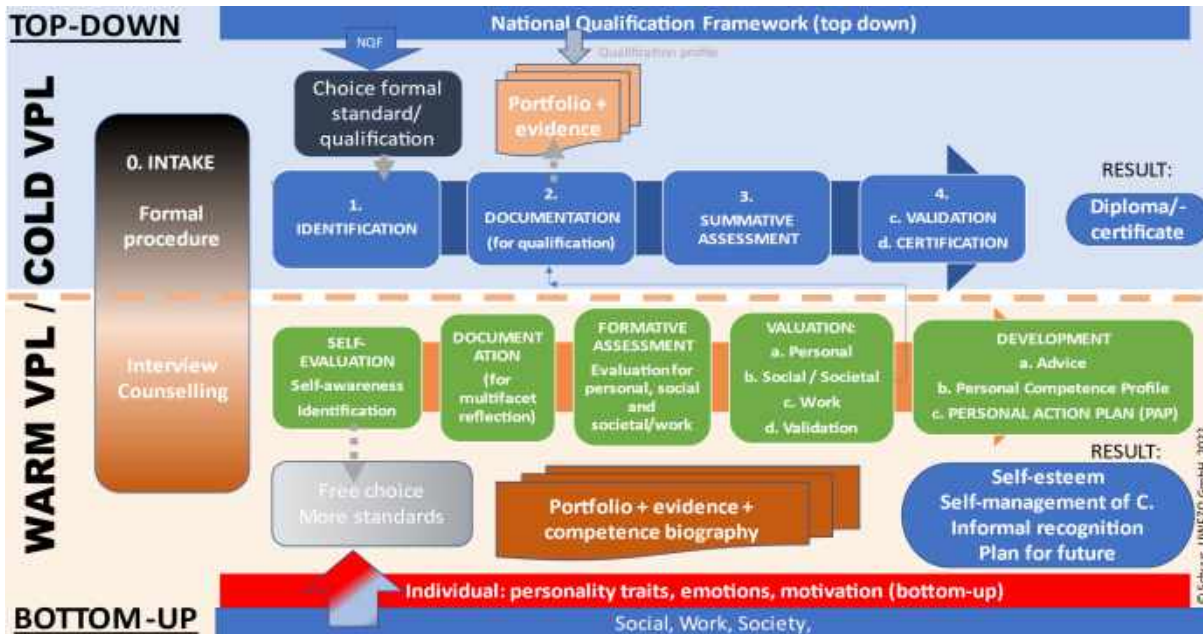 TOP-DOWN
National Qualification Framework (top down)
NQF
Qualification profile
Choice formal
standard/
qualification
Portfolio +
evidence
WARM VPL / COLD VPL
0. INTAKE
Formal
procedure
Interview
Counselling
1.
IDENTIFICATION
2.
DOCUMENTATION
(for qualification)
3.
SUMMATIVE
ASSESSMENT
4.
c. VALIDATION
d. CERTIFICATION
RESULT:
Diploma/-
certificate
SELF-
EVALUATION
Self-awareness
Identification
DOCUMENT
ATION
(for
multifacet
reflection)
FORMATIVE
ASSESSMENT
Evaluation for
personal, social
and
societal/work
VALUATION:
a. Personal
b. Social / Societal
c. Work
d. Validation
DEVELOPMENT
a. Advice
b. Personal Competence Profile
c. PERSONAL ACTION PLAN (PAP)
RESULT:
Self-esteem
Self-management of C.
Informal recognition
Plan for future
Free choice
More standards
Portfolio + evidence +
competence biography
Individual: personality traits, emotions, motivation (bottom-up)
BOTTOM-UP
Social, Work, Society,